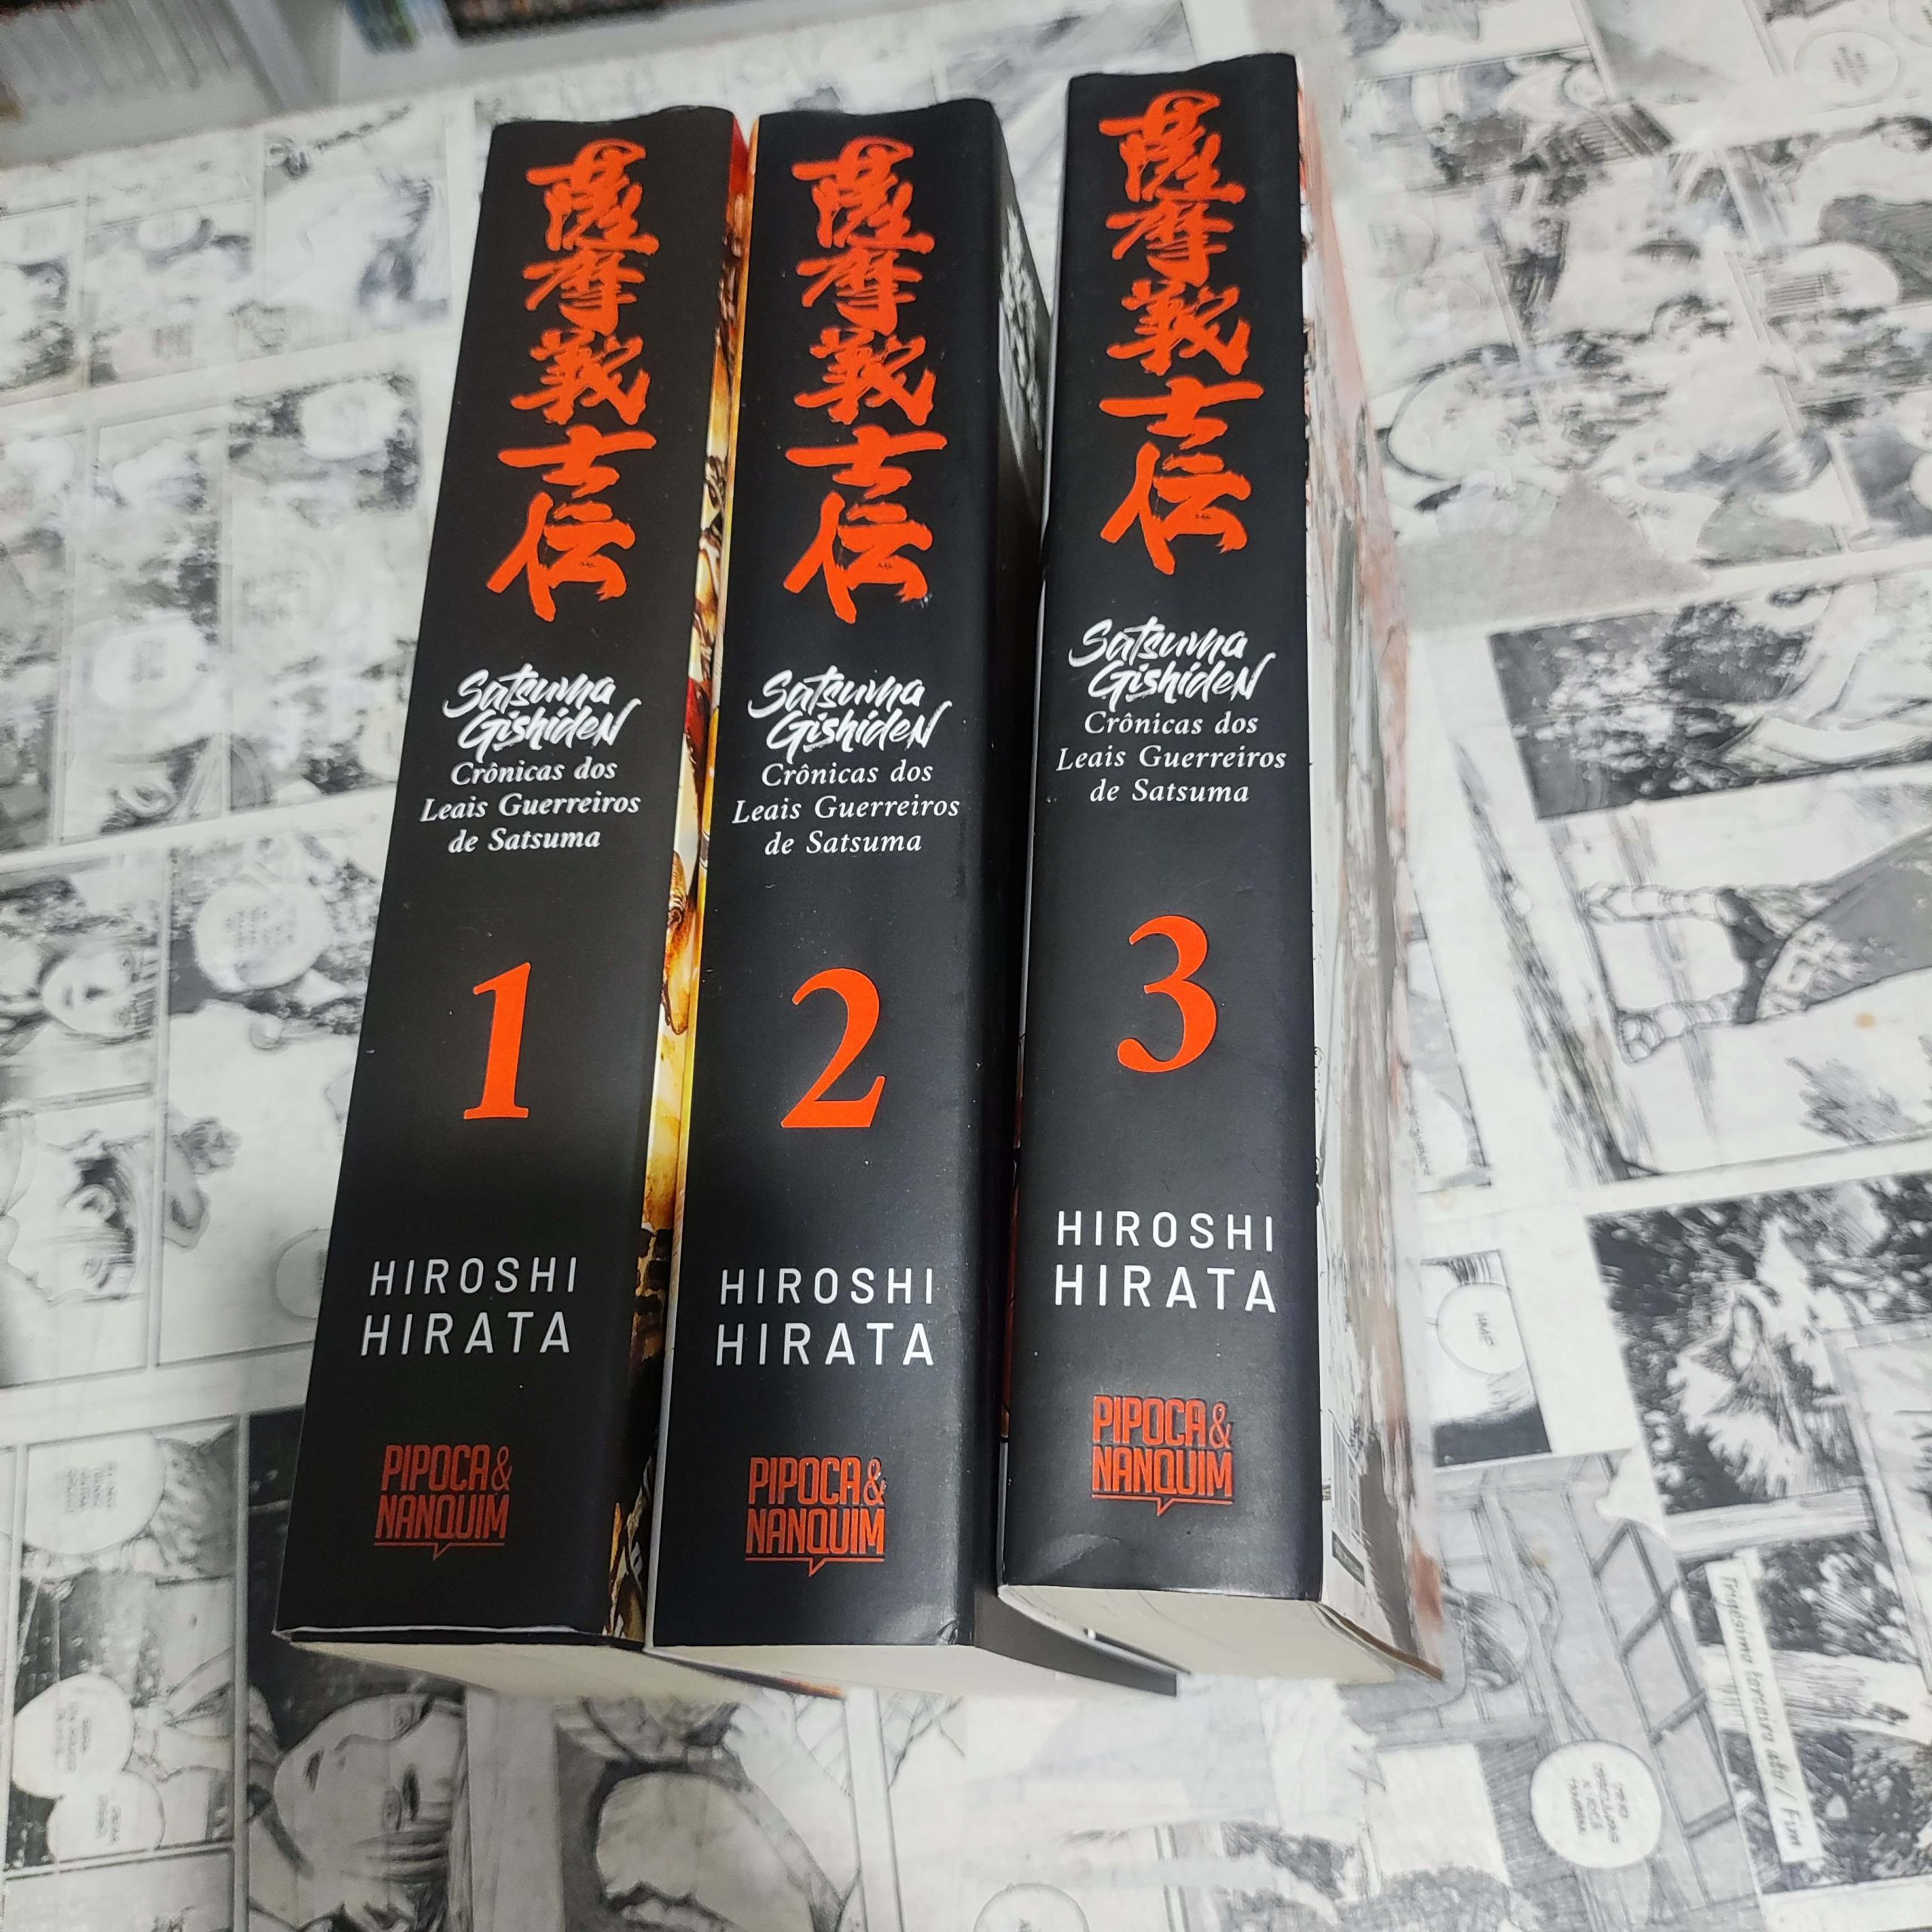 薩摩義士伝
Satsuma
Gishiden
Crônicas dos
Leais Guerreiros
de Satsuma
1
HIROSHI
HIRATA
PIPOCA &
NANQUIM
薩摩義士伝
Satsuma
Gishiden
Crônicas dos
Leais Guerreiros
de Satsuma
2
HIROSHI
HIRATA
PIPOCA &
NANQUIM
薩摩義士伝
Satsuma
Gishiden
Crônicas dos
Leais Guerreiros
de Satsuma
3
HIROSHI
HIRATA
PIPOCA &
NANQUIM